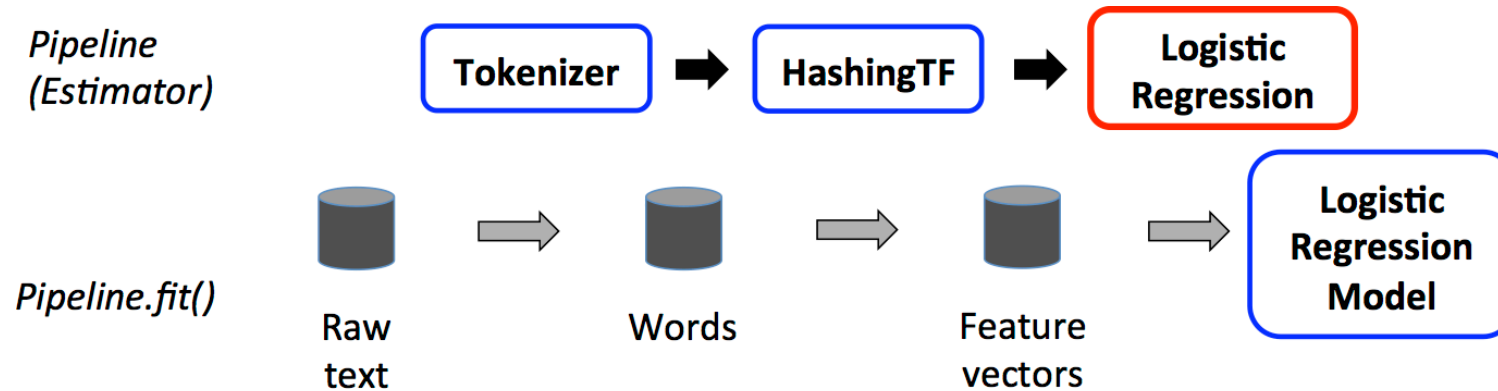 Pipeline
(Estimator)
Tokenizer
HashingTF
Logistic
Regression
Pipeline.fit()
Raw
text
Words
Feature
vectors
Logistic
Regression
Model